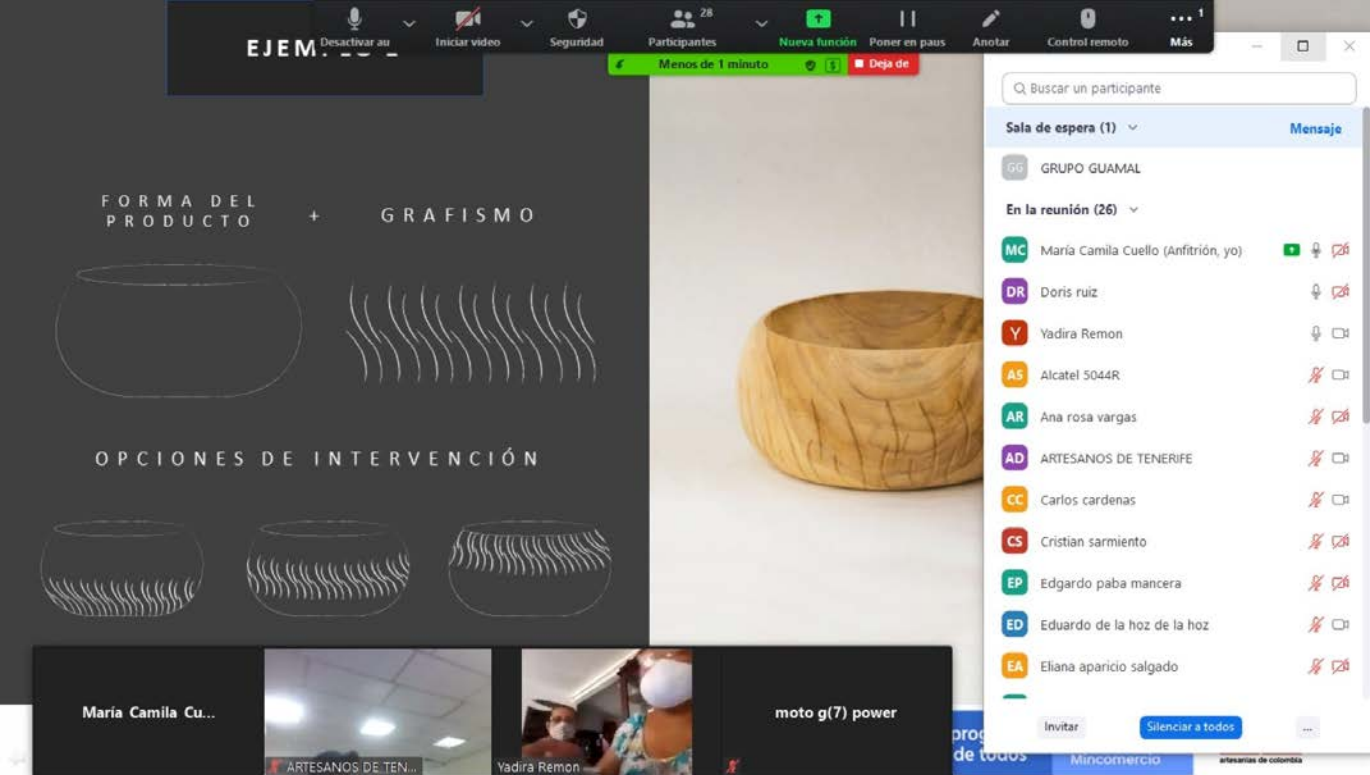 Desactivar au
Iniciar video
Seguridad
28
Participantes
Nueva función
Poner en paus
Anotar
Control remoto
1
Más
Menos de 1 minuto
Deja de
FORMA DEL
PRODUCTO
+
GRAFISMO
OPCIONES DE INTERVENCIÓN
María Camila Cu...
ARTESANOS DE TEN...
Yadira Remon
moto g(7) power
Buscar un participante
Sala de espera (1)
Mensaje
GG GRUPO GUAMAL
En la reunión (26)
MC María Camila Cuello (Anfitrión, yo)
DR Doris ruiz
Y Yadira Remon
AS Alcatel 5044R
AR Ana rosa vargas
AD ARTESANOS DE TENERIFE
CC Carlos cardenas
CS Cristian sarmiento
EP Edgardo paba mancera
ED Eduardo de la hoz de la hoz
EA Eliana aparicio salgado
Invitar
Silenciar a todos
...
de todos
Mincomercio
artesanías de colombia